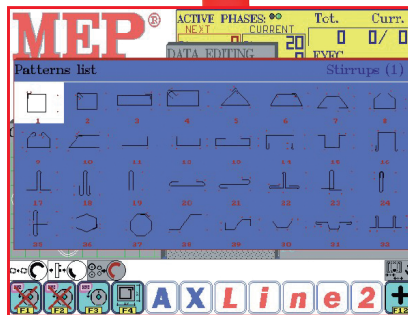 MEP®
ACTIVE PHASES: Tot. Curr.
NEXT CURRENT 0 0/ 0
DATA EDITING 20
Patterns list Stirrups (1)
1 2 3 4 5 6 7 8
9 10 11 12 13 14 15 16
17 18 19 20 21 22 23 24
25 26 27 28 29 30 31 32
F1 F2 F3 F4 AXLine2 F12